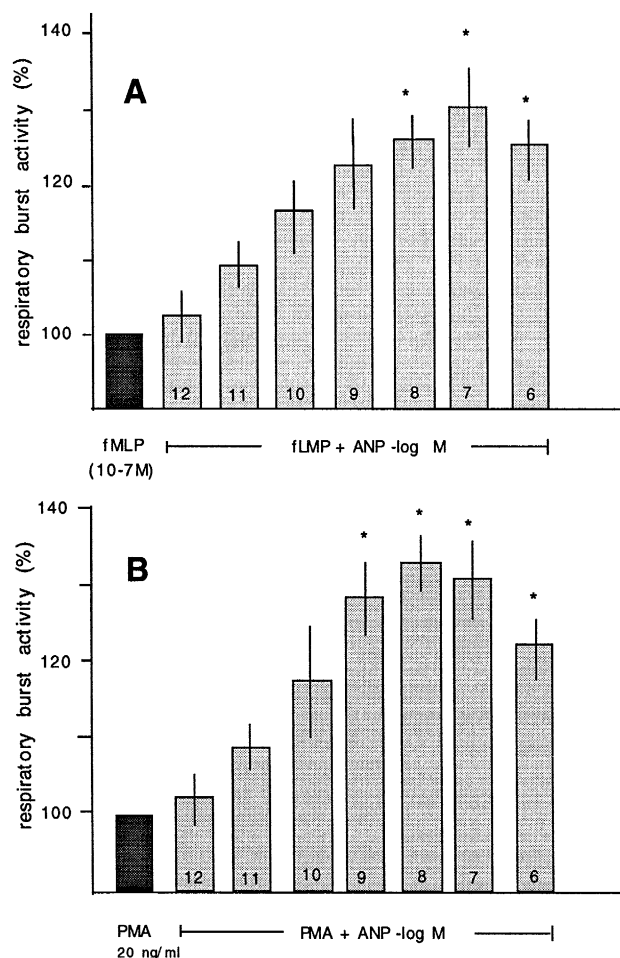 140
*
*
*
A
120
100
respiratory burst activity (%)
12 11 10 9 8 7 6
fMLP
(10-7M)
fLMP + ANP -log M
140
*
*
*
*
B
120
100
respiratory burst activity (%)
12 11 10 9 8 7 6
PMA
20 ng/ml
PMA + ANP -log M